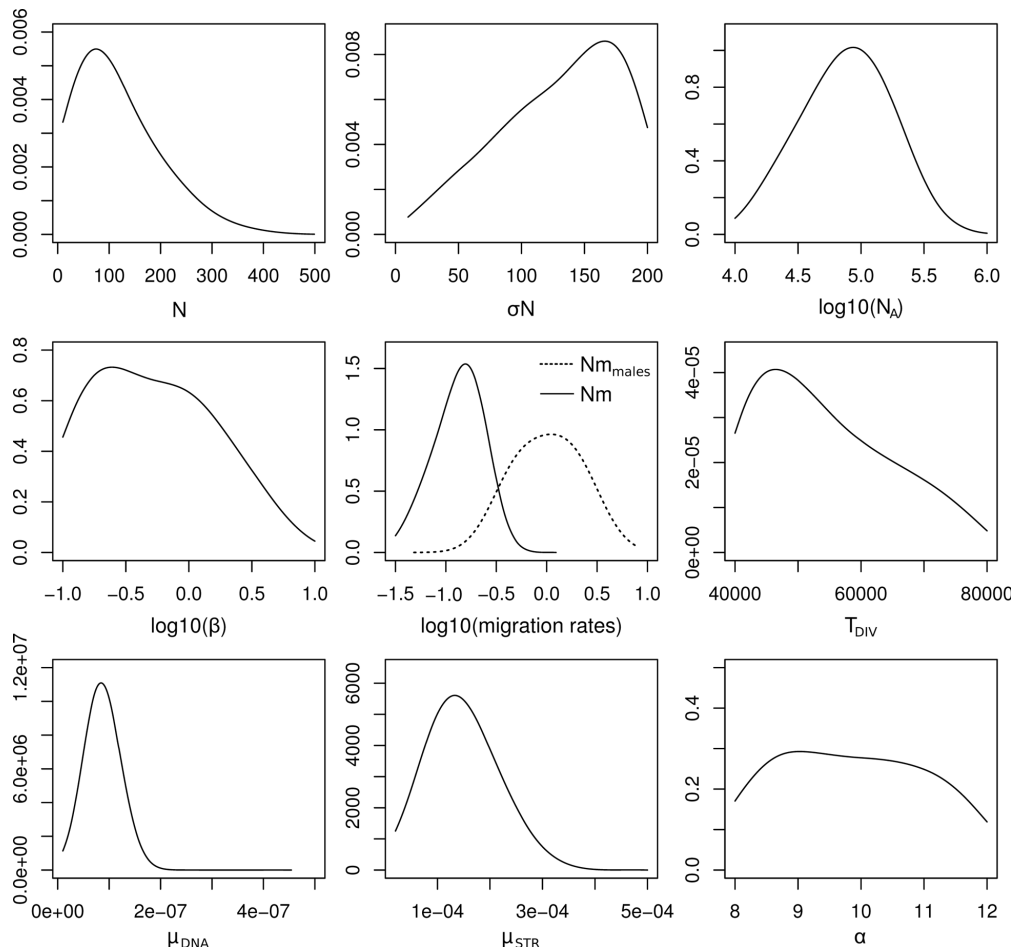 0.000 0.002 0.004 0.006
0 100 200 300 400 500
N
0.000 0.004 0.008
0 50 100 150 200
σN
0.0 0.4 0.8
4.0 4.5 5.0 5.5 6.0
log10(N_A)
0.0 0.2 0.4 0.6 0.8
−1.0 −0.5 0.0 0.5 1.0
log10(β)
0.0 0.5 1.0 1.5
Nm_males
Nm
−1.5 −1.0 −0.5 0.0 0.5 1.0
log10(migration rates)
0e+00 2e−05 4e−05
40000 60000 80000
T_DIV
0.0e+00 6.0e+06 1.2e+07
0e+00 2e−07 4e−07
μ_DNA
0 2000 4000 6000
1e−04 3e−04 5e−04
μ_STR
0.0 0.2 0.4
8 9 10 11 12
α